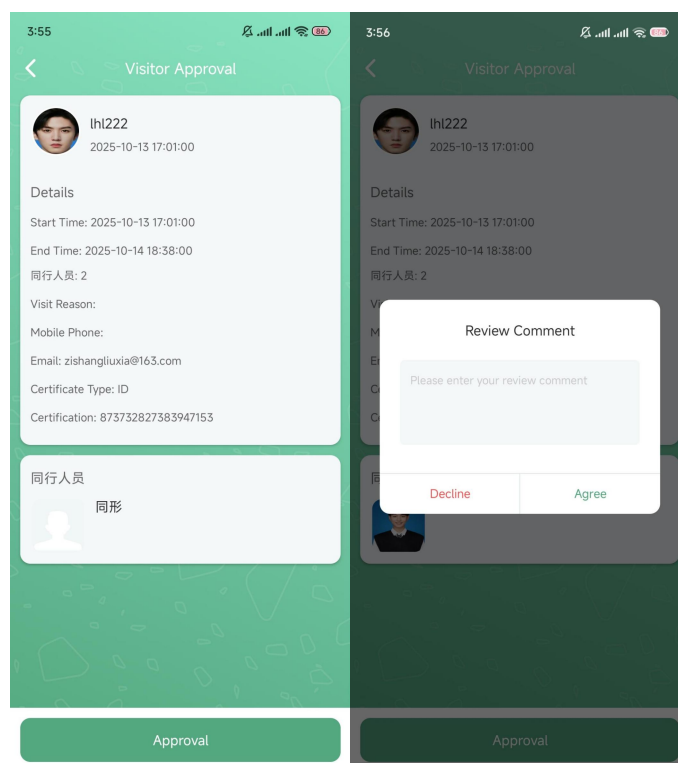 3:55
86
Visitor Approval
lhl222
2025-10-13 17:01:00
Details
Start Time: 2025-10-13 17:01:00
End Time: 2025-10-14 18:38:00
同行人员: 2
Visit Reason:
Mobile Phone:
Email: zishangliuxia@163.com
Certificate Type: ID
Certification: 873732827383947153
同行人员
同形
Approval
3:56
Visitor Approval
lhl222
2025-10-13 17:01:00
Details
Start Time: 2025-10-13 17:01:00
End Time: 2025-10-14 18:38:00
同行人员: 2
Review Comment
Please enter your review comment
Decline
Agree
Approval